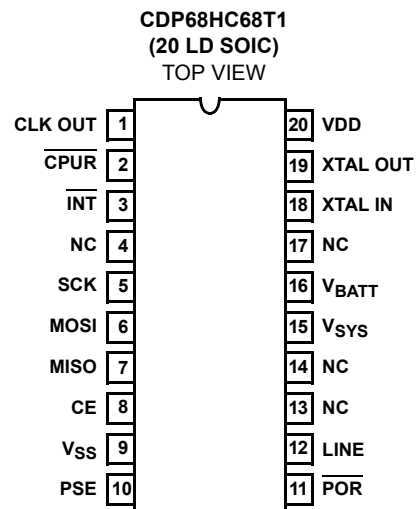 CDP68HC68T1
(20 LD SOIC)
TOP VIEW
CLK OUT 1 20 VDD
CPUR 2 19 XTAL OUT
INT 3 18 XTAL IN
NC 4 17 NC
SCK 5 16 VBATT
MOSI 6 15 VSYS
MISO 7 14 NC
CE 8 13 NC
VSS 9 12 LINE
PSE 10 11 POR